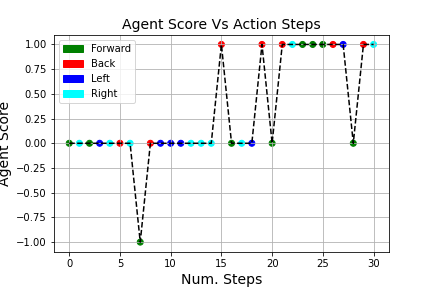 Agent Score Vs Action Steps
Agent Score
1.00
0.75
0.50
0.25
0.00
−0.25
−0.50
−0.75
−1.00
Forward
Back
Left
Right
0 5 10 15 20 25 30
Num. Steps